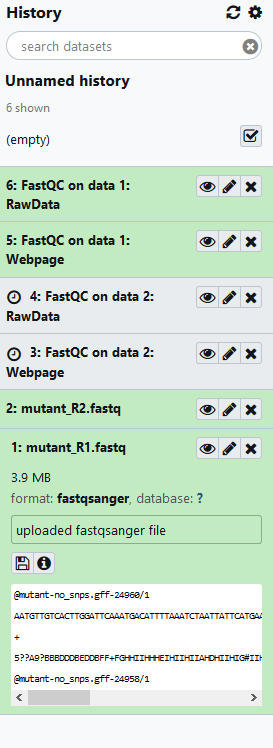 History
search datasets
Unnamed history
6 shown
(empty)
6: FastQC on data 1:
RawData
5: FastQC on data 1:
Webpage
4: FastQC on data 2:
RawData
3: FastQC on data 2:
Webpage
2: mutant_R2.fastq
1: mutant_R1.fastq
3.9 MB
format: fastqsanger, database: ?
uploaded fastqsanger file
@mutant-no_snps.gff-24960/1
AATGTTGTCACTTGGATTCAAATGACATTTTAAATCTAATTATTCATGAA
+
5??A9?BBBDDDBEDDBFF+FGHHIIHHHEIHIIHIIAHDHIIHIG#IIH
@mutant-no_snps.gff-24958/1